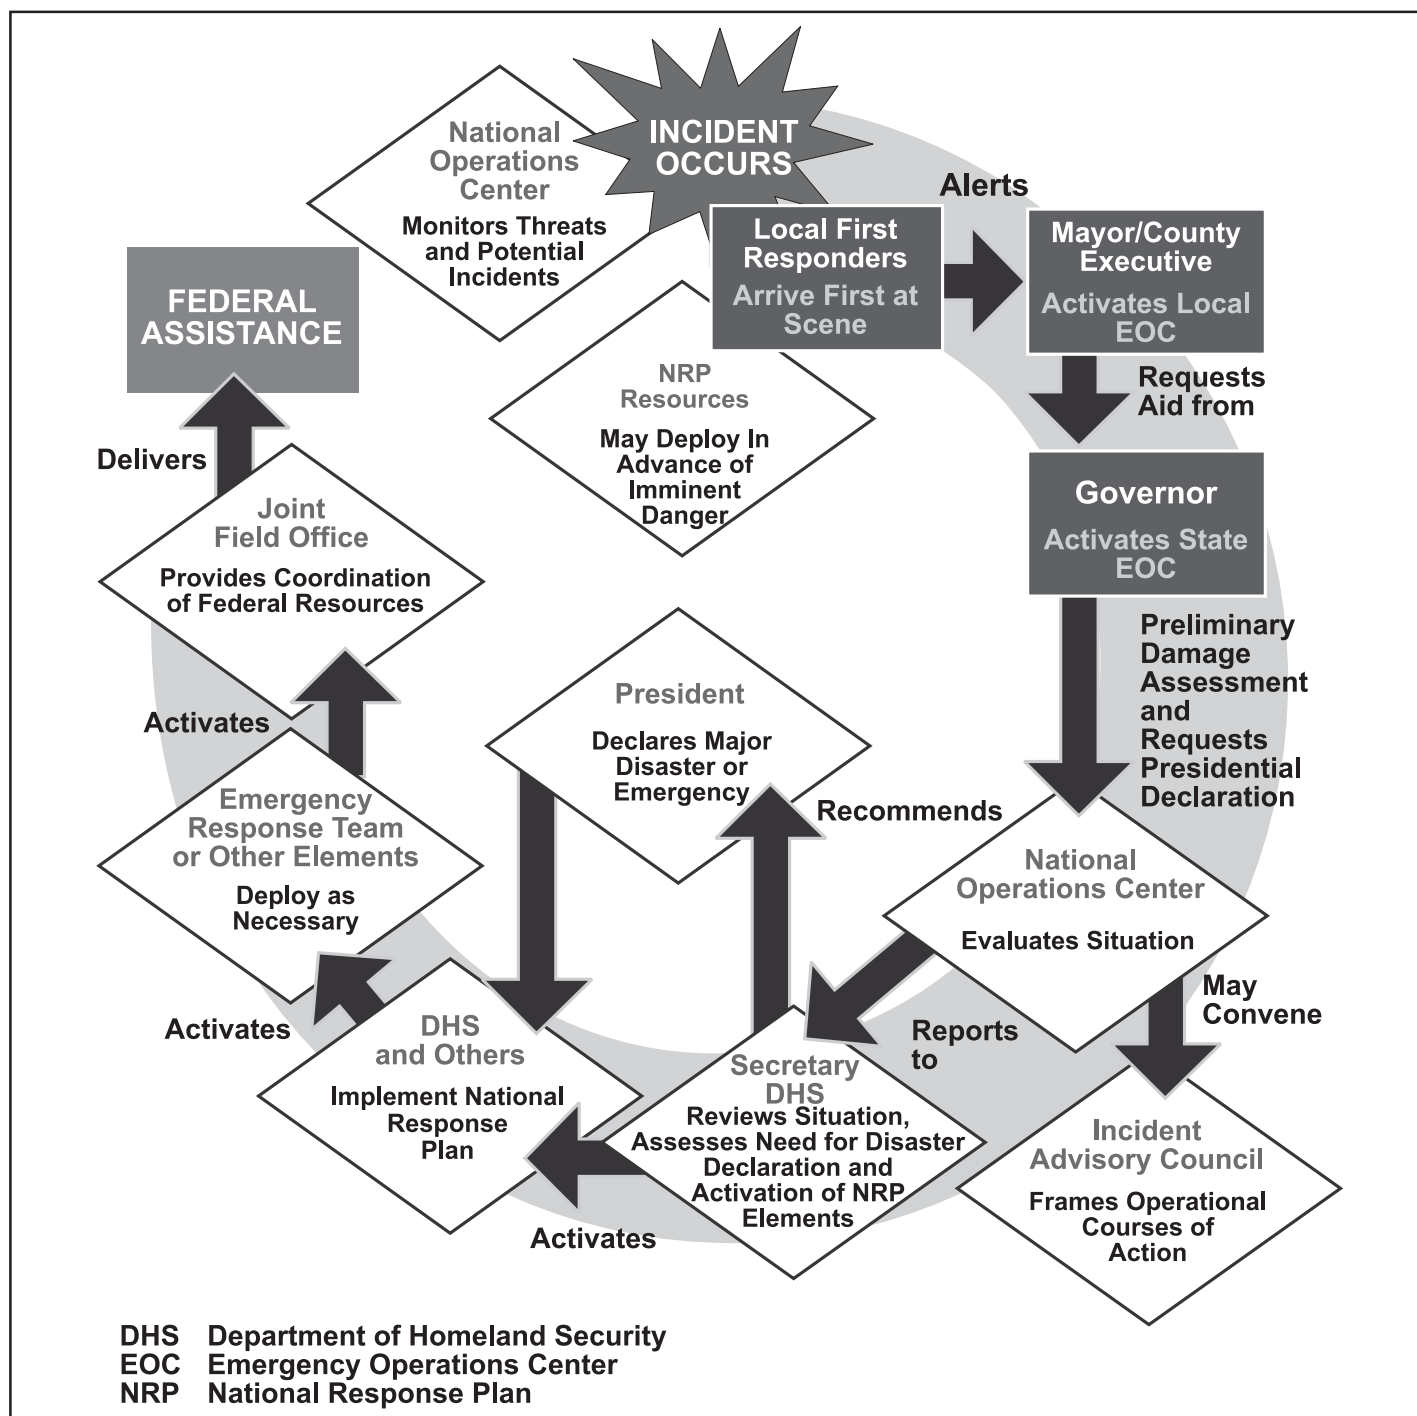 INCIDENT
OCCURS
National
Operations
Center
Monitors Threats
and Potential
Incidents
Local First
Responders
Arrive First at
Scene
Alerts
Mayor/County
Executive
Activates Local
EOC
Requests
Aid from
Governor
Activates State
EOC
Preliminary
Damage
Assessment
and
Requests
Presidential
Declaration
National
Operations Center
Evaluates Situation
May
Convene
Incident
Advisory Council
Frames Operational
Courses of
Action
Reports
to
Secretary
DHS
Reviews Situation,
Assesses Need for Disaster
Declaration and
Activation of NRP
Elements
Recommends
President
Declares Major
Disaster or
Emergency
Activates
DHS
and Others
Implement National
Response
Plan
Activates
Emergency
Response Team
or Other Elements
Deploy as
Necessary
Activates
Joint
Field Office
Provides Coordination
of Federal Resources
Delivers
FEDERAL
ASSISTANCE
NRP
Resources
May Deploy In
Advance of
Imminent
Danger
DHS Department of Homeland Security
EOC Emergency Operations Center
NRP National Response Plan